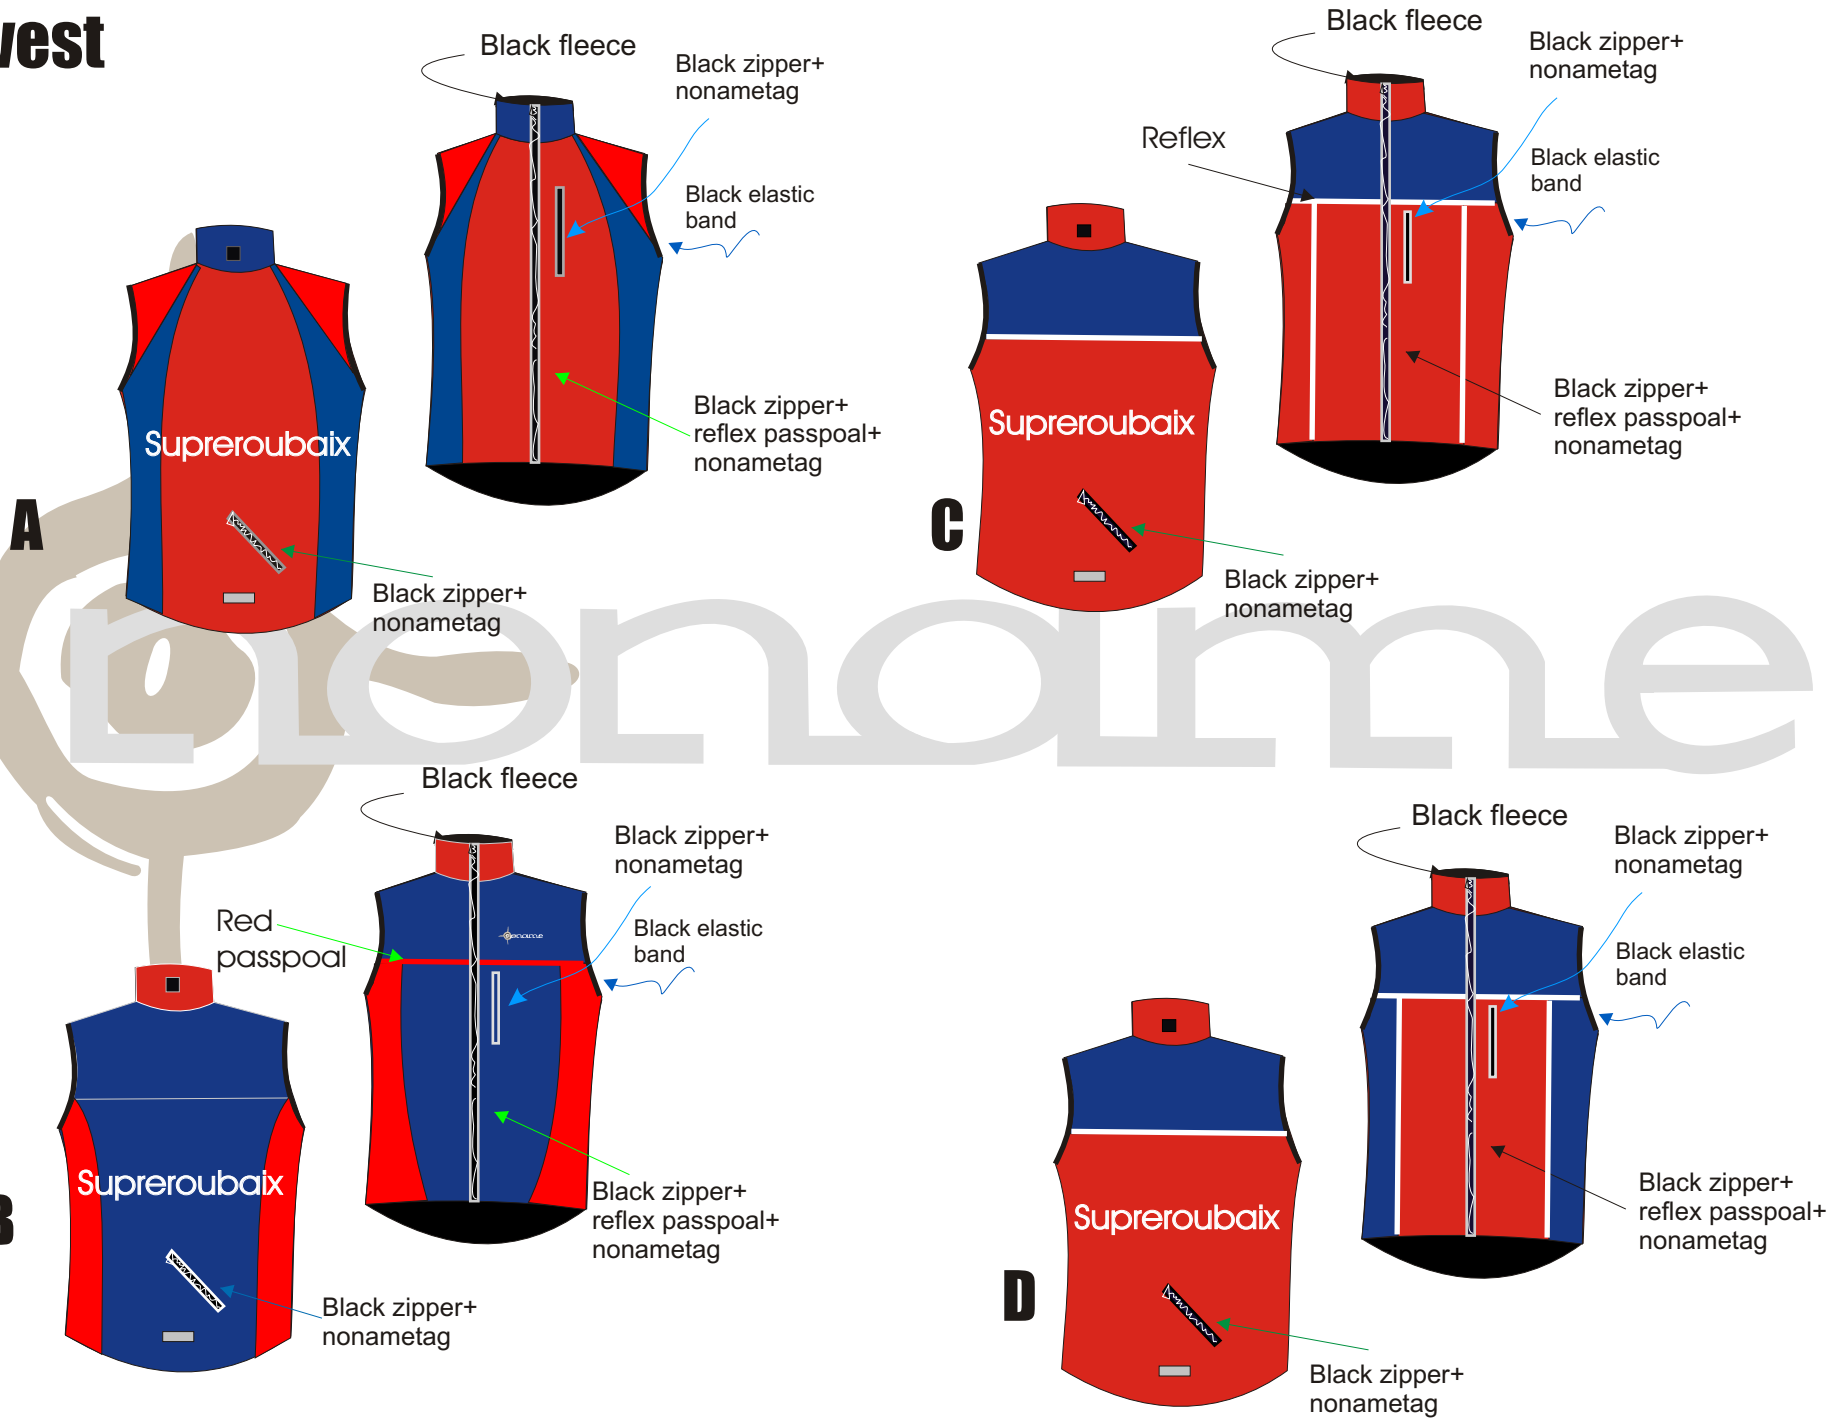 vest
Black fleece
Black zipper+
nonametag
Black elastic
band
Supreroubaix
Black zipper+
reflex passpoal+
nonametag
A
Black zipper+
nonametag
Black fleece
Black zipper+
nonametag
Reflex
Black elastic
band
Supreroubaix
Black zipper+
reflex passpoal+
nonametag
C
Black zipper+
nonametag
noname
Black fleece
Black zipper+
nonametag
Red
passpoal
Black elastic
band
noname
Supreroubaix
Black zipper+
reflex passpoal+
nonametag
B
Black zipper+
nonametag
Black fleece
Black zipper+
nonametag
Black elastic
band
Supreroubaix
Black zipper+
reflex passpoal+
nonametag
D
Black zipper+
nonametag